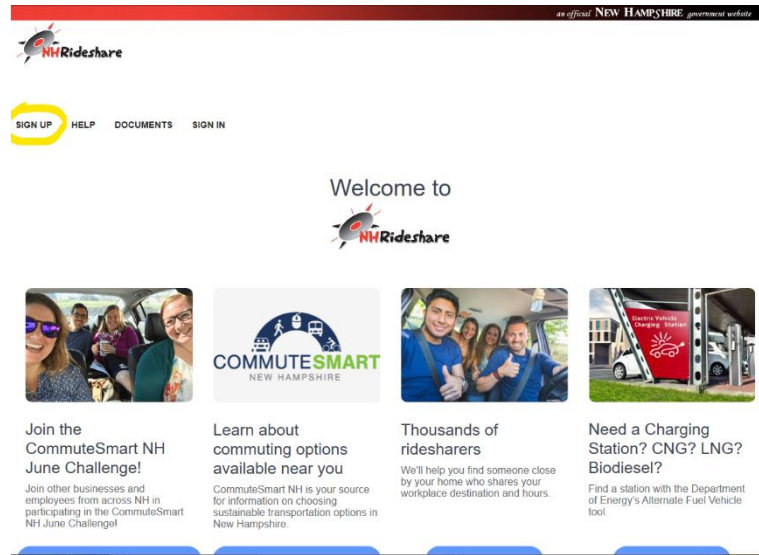 an official NEW HAMPSHIRE government website
NHRideshare
SIGN UP HELP DOCUMENTS SIGN IN
Welcome to
NHRideshare
COMMUTESMART
NEW HAMPSHIRE
Electric Vehicle
Charging Station
Join the
CommuteSmart NH
June Challenge!
Join other businesses and
employees from across NH in
participating in the CommuteSmart
NH June Challenge!
Learn about
commuting options
available near you
CommuteSmart NH is your source
for information on choosing
sustainable transportation options in
New Hampshire.
Thousands of
ridesharers
We'll help you find someone close
by your home who shares your
workplace destination and hours.
Need a Charging
Station? CNG? LNG?
Biodiesel?
Find a station with the Department
of Energy's Alternate Fuel Vehicle
tool